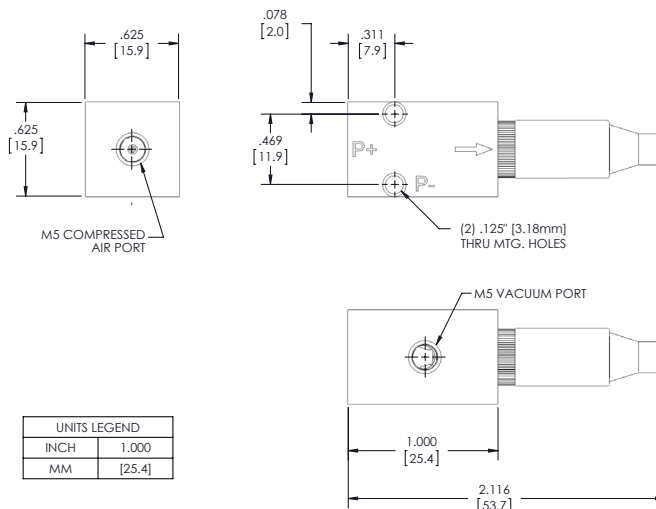 .625
[15.9]
.625
[15.9]
M5 COMPRESSED
AIR PORT
.078
[2.0]
.311
[7.9]
.469
[11.9]
P+
P-
(2) .125" [3.18mm]
THRU MTG. HOLES
M5 VACUUM PORT
1.000
[25.4]
2.116
[53.7]
UNITS LEGEND
INCH 1.000
MM [25.4]